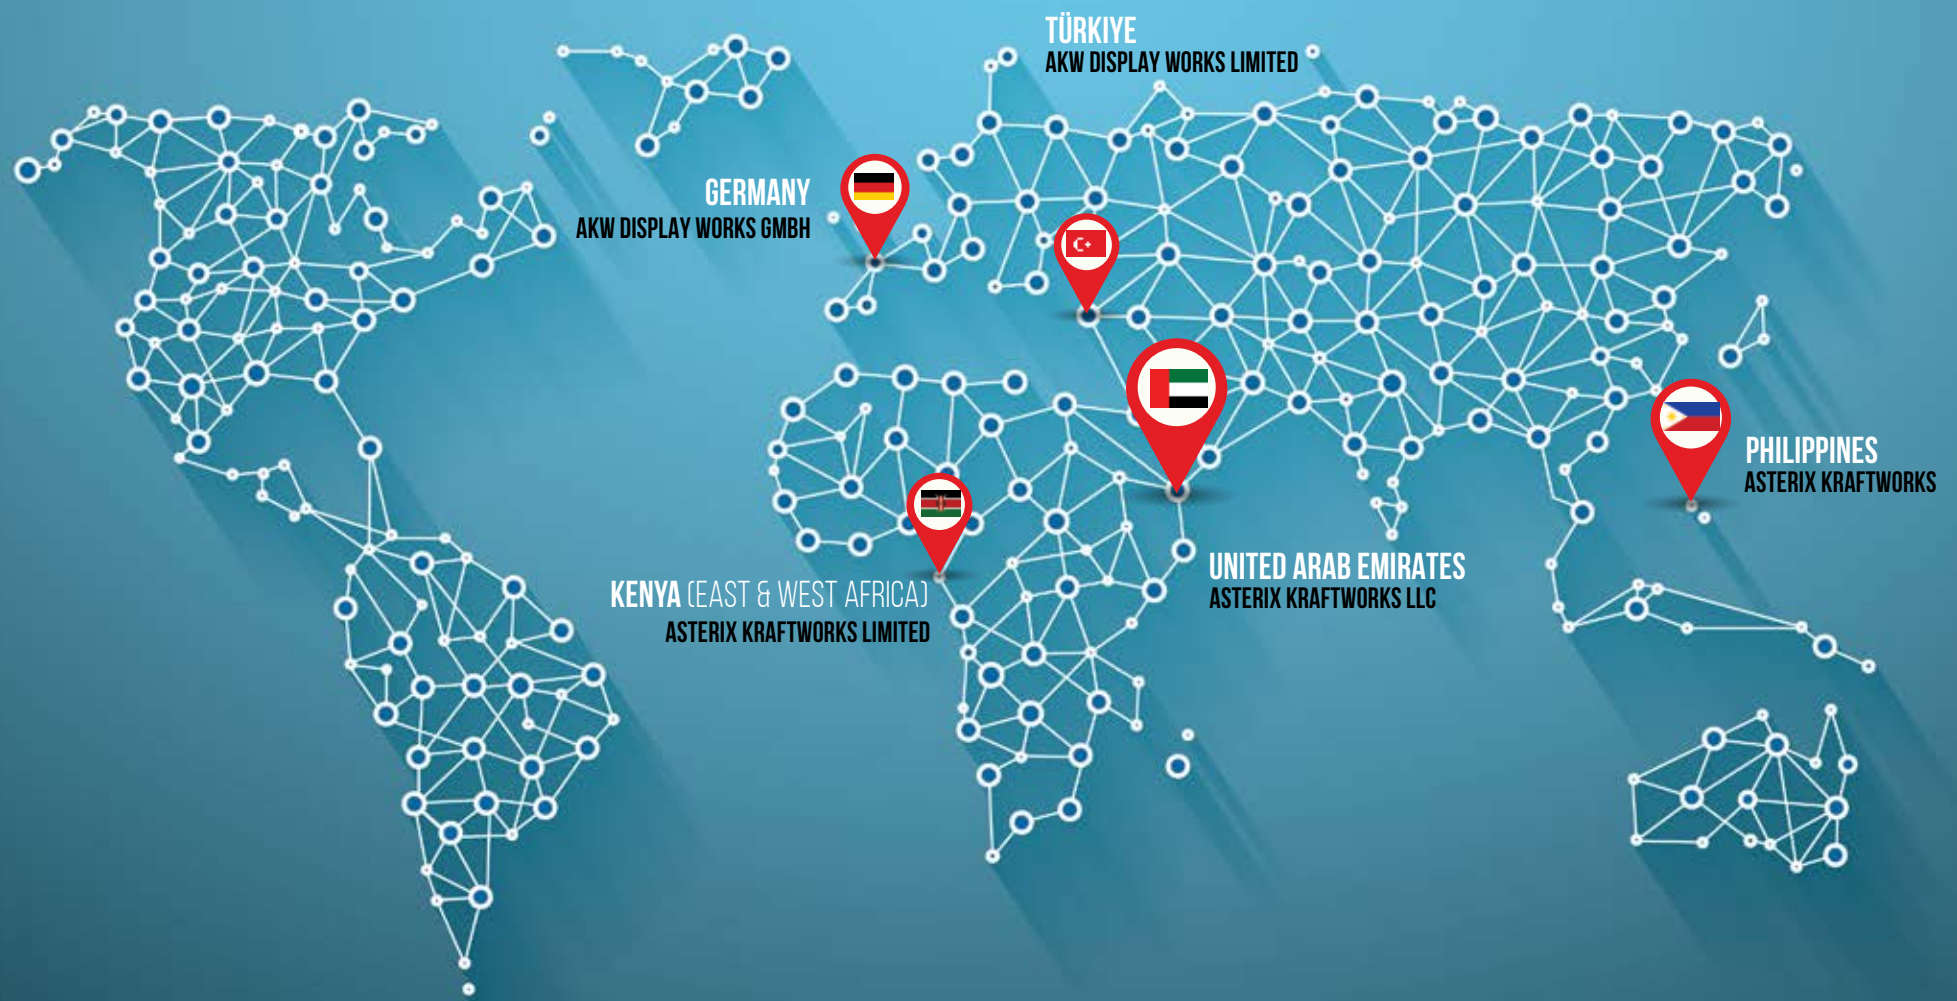 TÜRKIYE
AKW DISPLAY WORKS LIMITED
GERMANY
AKW DISPLAY WORKS GMBH
PHILIPPINES
ASTERIX KRAFTWORKS
UNITED ARAB EMIRATES
ASTERIX KRAFTWORKS LLC
KENYA (EAST & WEST AFRICA)
ASTERIX KRAFTWORKS LIMITED